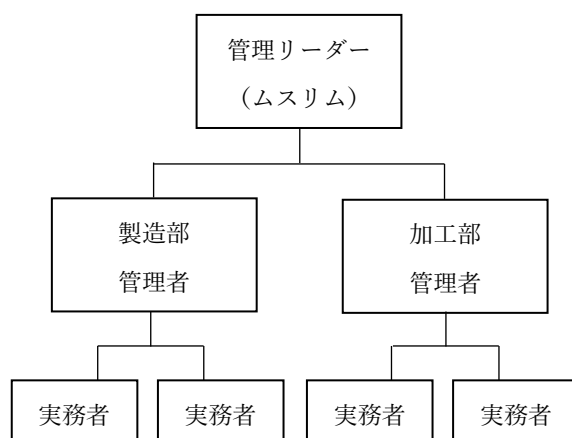 管理リーダー
（ムスリム）
製造部
管理者
加工部
管理者
実務者
実務者
実務者
実務者